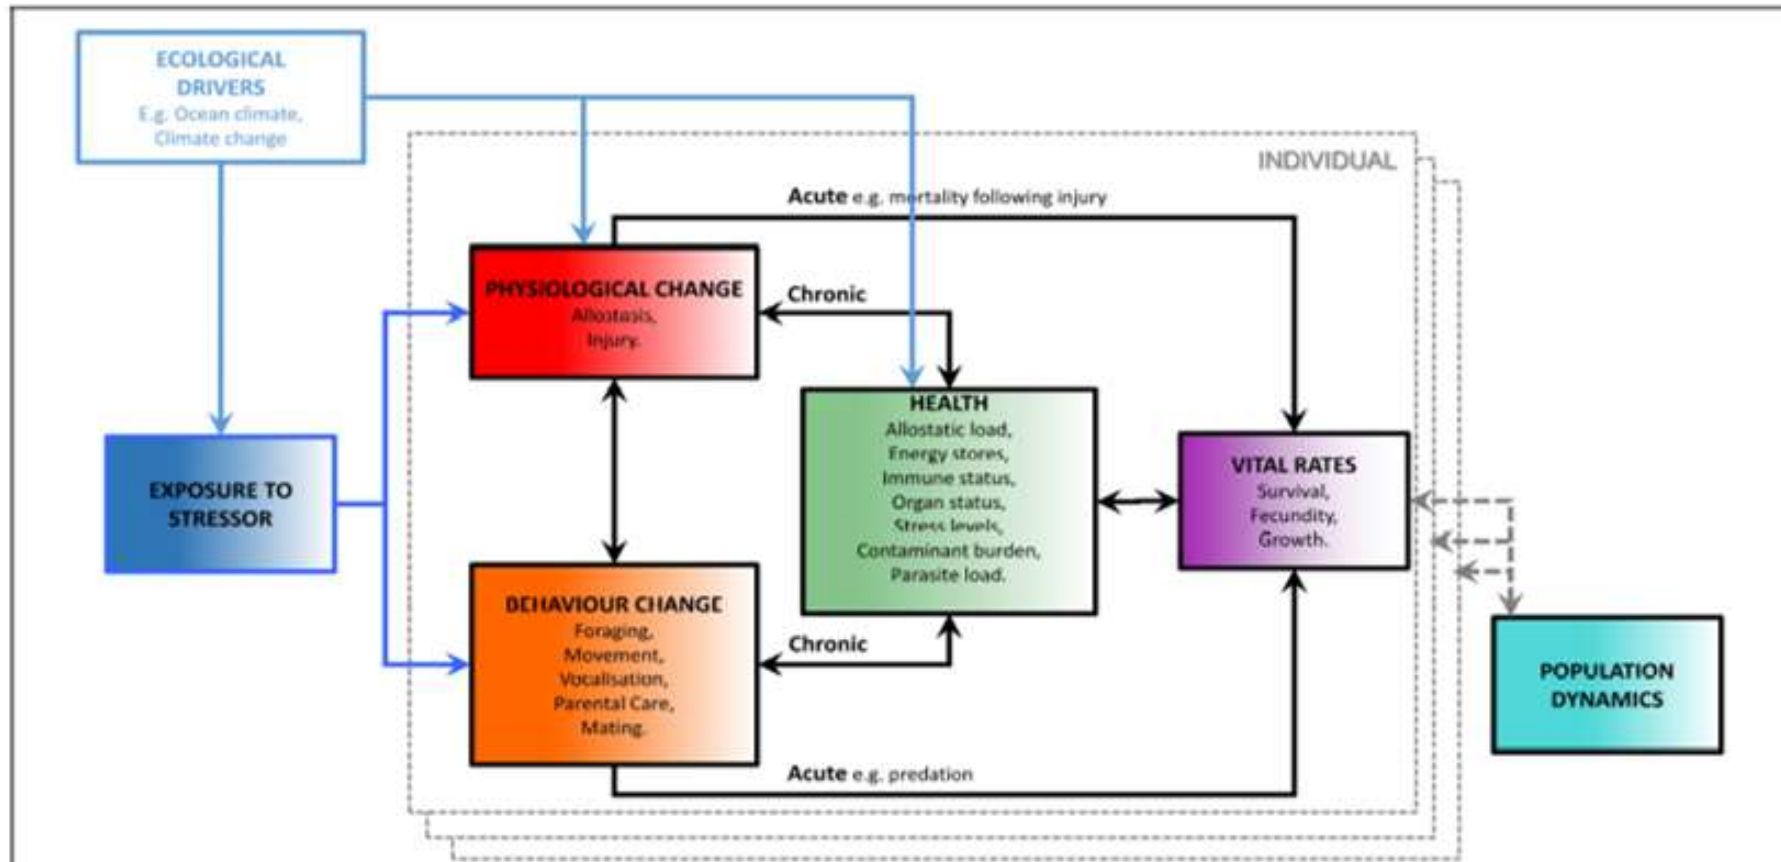 ECOLOGICAL
DRIVERS
E.g. Ocean climate,
Climate change
INDIVIDUAL
Acute e.g. mortality following injury
PHYSIOLOGICAL CHANGE
Allostasis,
Injury.
Chronic
HEALTH
Allostatic load,
Energy stores,
Immune status,
Organ status,
Stress levels,
Contaminant burden,
Parasite load.
VITAL RATES
Survival,
Fecundity,
Growth.
EXPOSURE TO
STRESSOR
BEHAVIOUR CHANGE
Foraging,
Movement,
Vocalisation,
Parental Care,
Mating.
Chronic
Acute e.g. predation
POPULATION
DYNAMICS